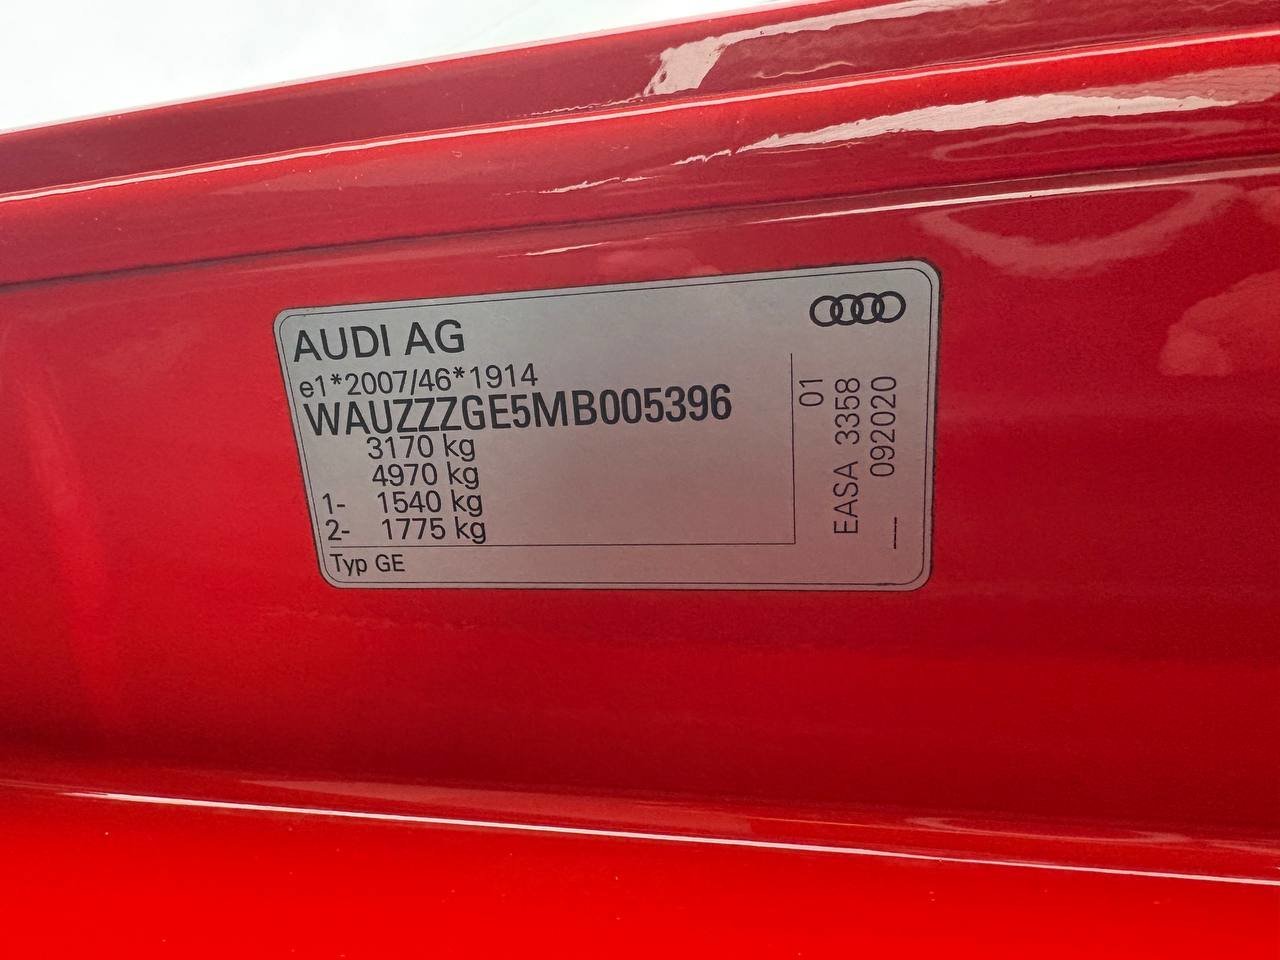 AUDI AG
e1*2007/46*1914
WAUZZZGE5MB005396
3170 kg
4970 kg
1- 1540 kg
2- 1775 kg
Typ GE
01
EASA 3358
092020